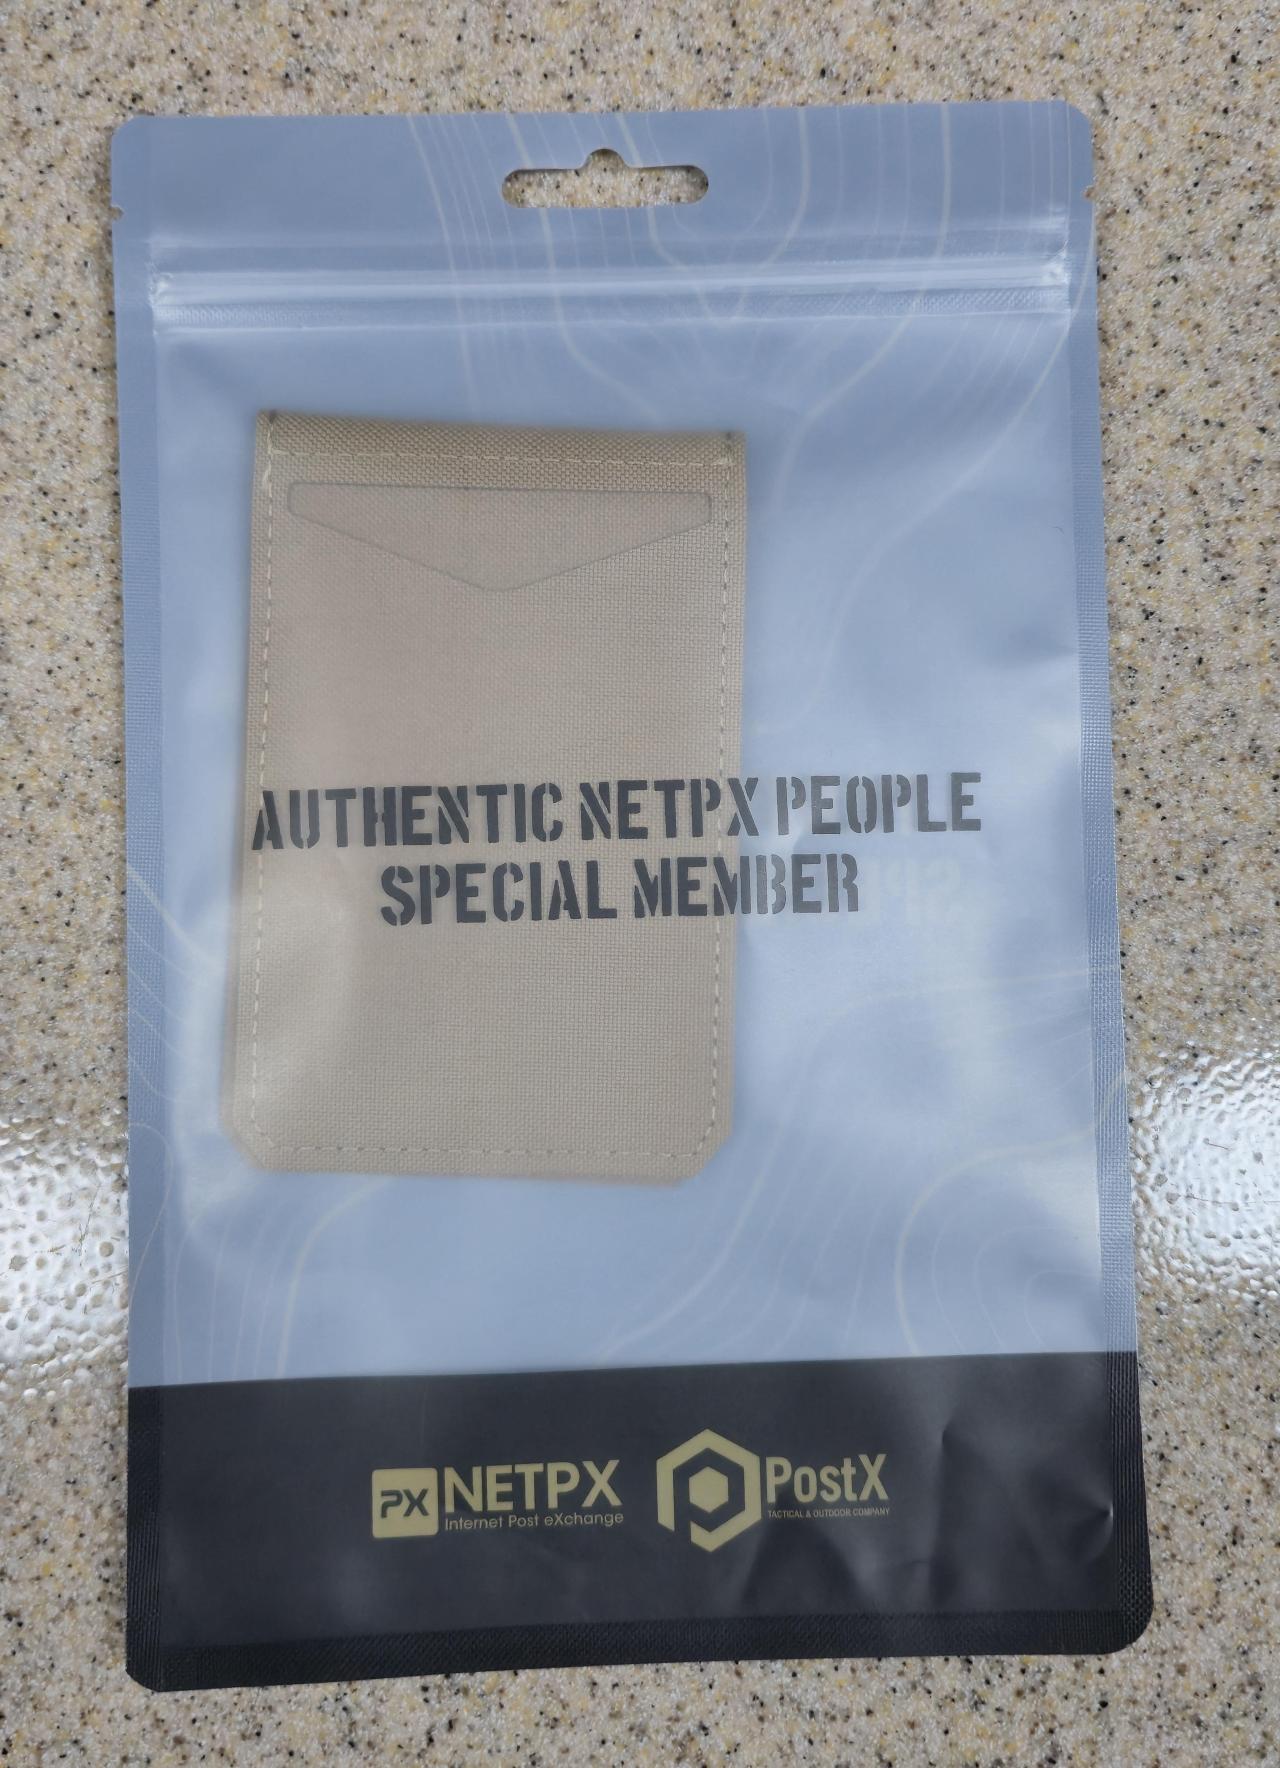 AUTHENTIC NETPX PEOPLE
SPECIAL MEMBER
PX NETPX
Internet Post eXchange
PostX
TACTICAL & OUTDOOR COMPANY